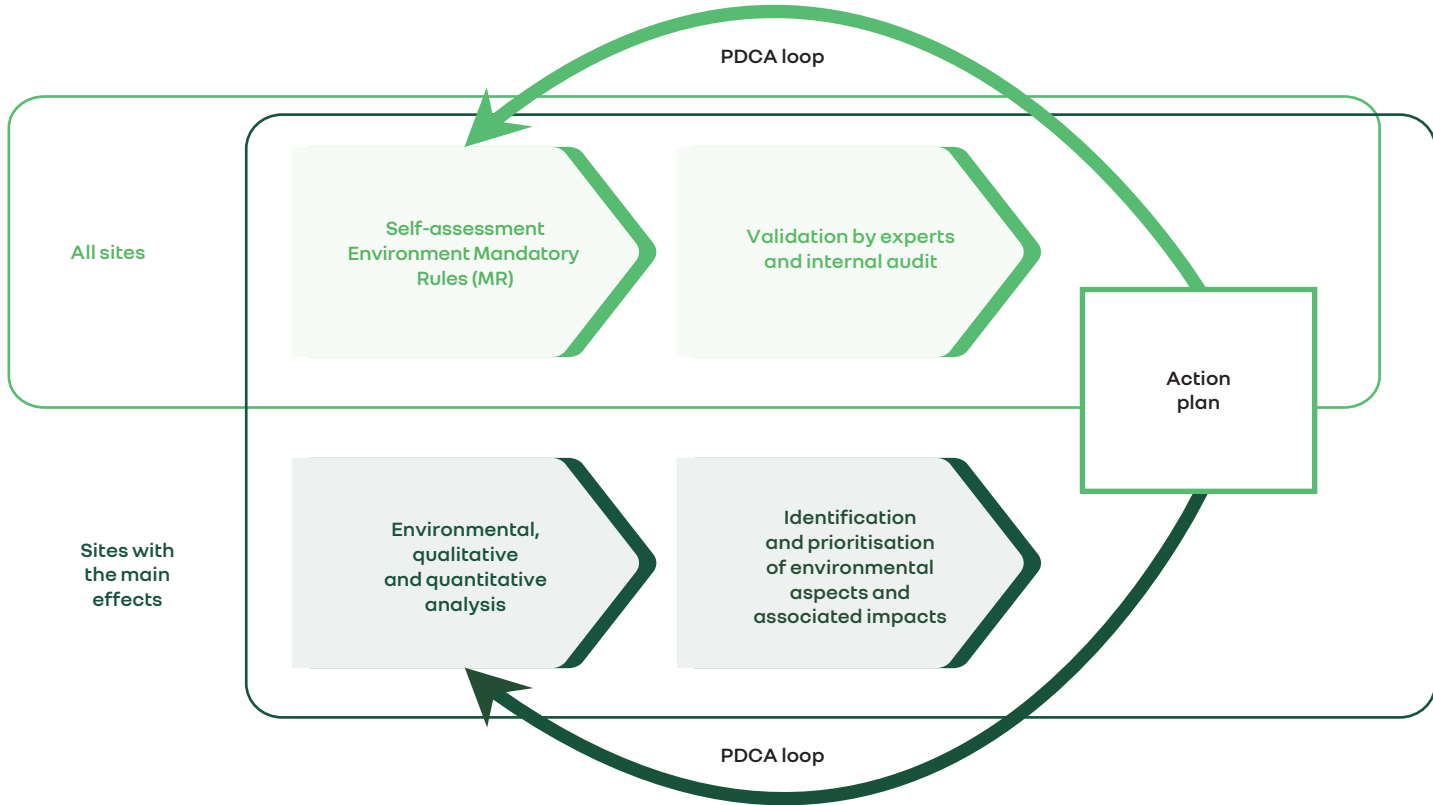 PDCA loop
All sites
Self-assessment
Environment Mandatory
Rules (MR)
Validation by experts
and internal audit
Action
plan
Sites with
the main
effects
Environmental,
qualitative
and quantitative
analysis
Identification
and prioritisation
of environmental
aspects and
associated impacts
PDCA loop